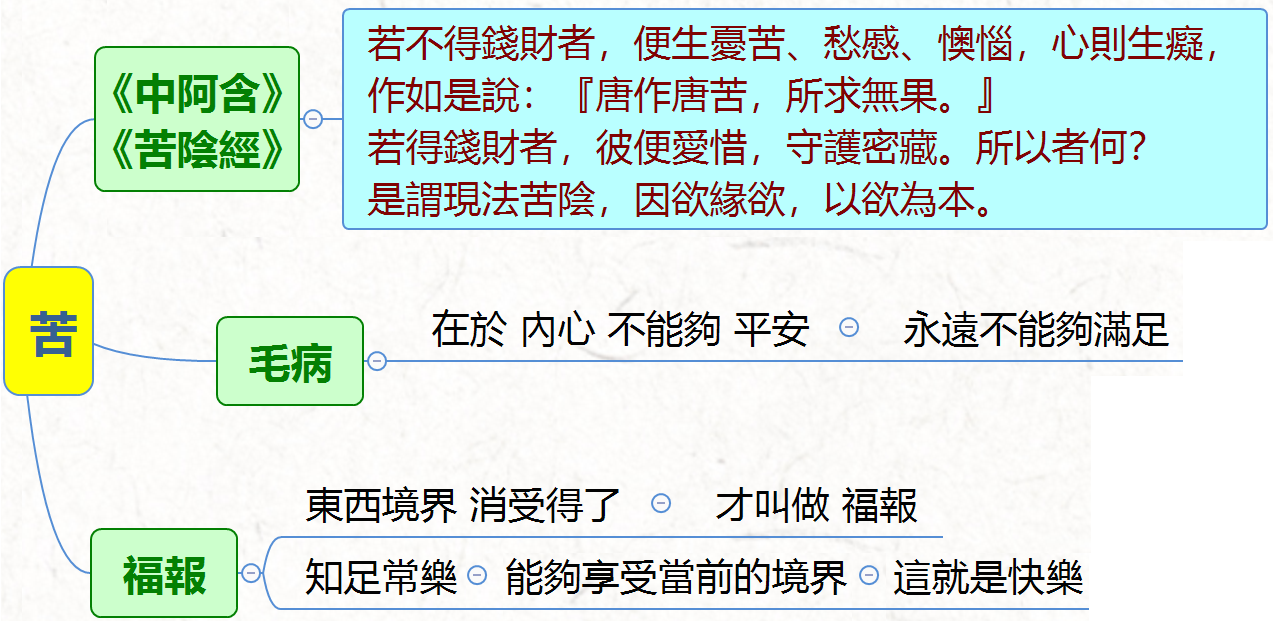 苦
《中阿含》
《苦陰經》
若不得錢財者，便生憂苦、愁慼、懊惱，心則生癡，
作如是說：『唐作唐苦，所求無果。』
若得錢財者，彼便愛惜，守護密藏。所以者何？
是謂現法苦陰，因欲緣欲，以欲為本。
毛病
在於 內心 不能夠 平安
永遠不能夠滿足
福報
東西境界 消受得了
才叫做 福報
知足常樂
能夠享受當前的境界
這就是快樂